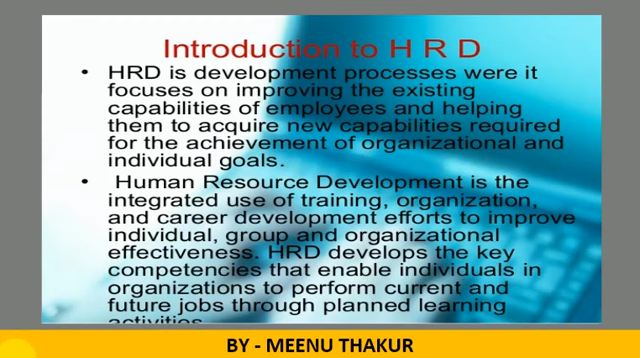 Introduction to H R D
• HRD is development processes were it
focuses on improving the existing
capabilities of employees and helping
them to acquire new capabilities required
for the achievement of organizational and
individual goals.
• Human Resource Development is the
integrated use of training, organization,
and career development efforts to improve
individual, group and organizational
effectiveness. HRD develops the key
competencies that enable individuals in
organizations to perform current and
future jobs through planned learning
activities
BY - MEENU THAKUR